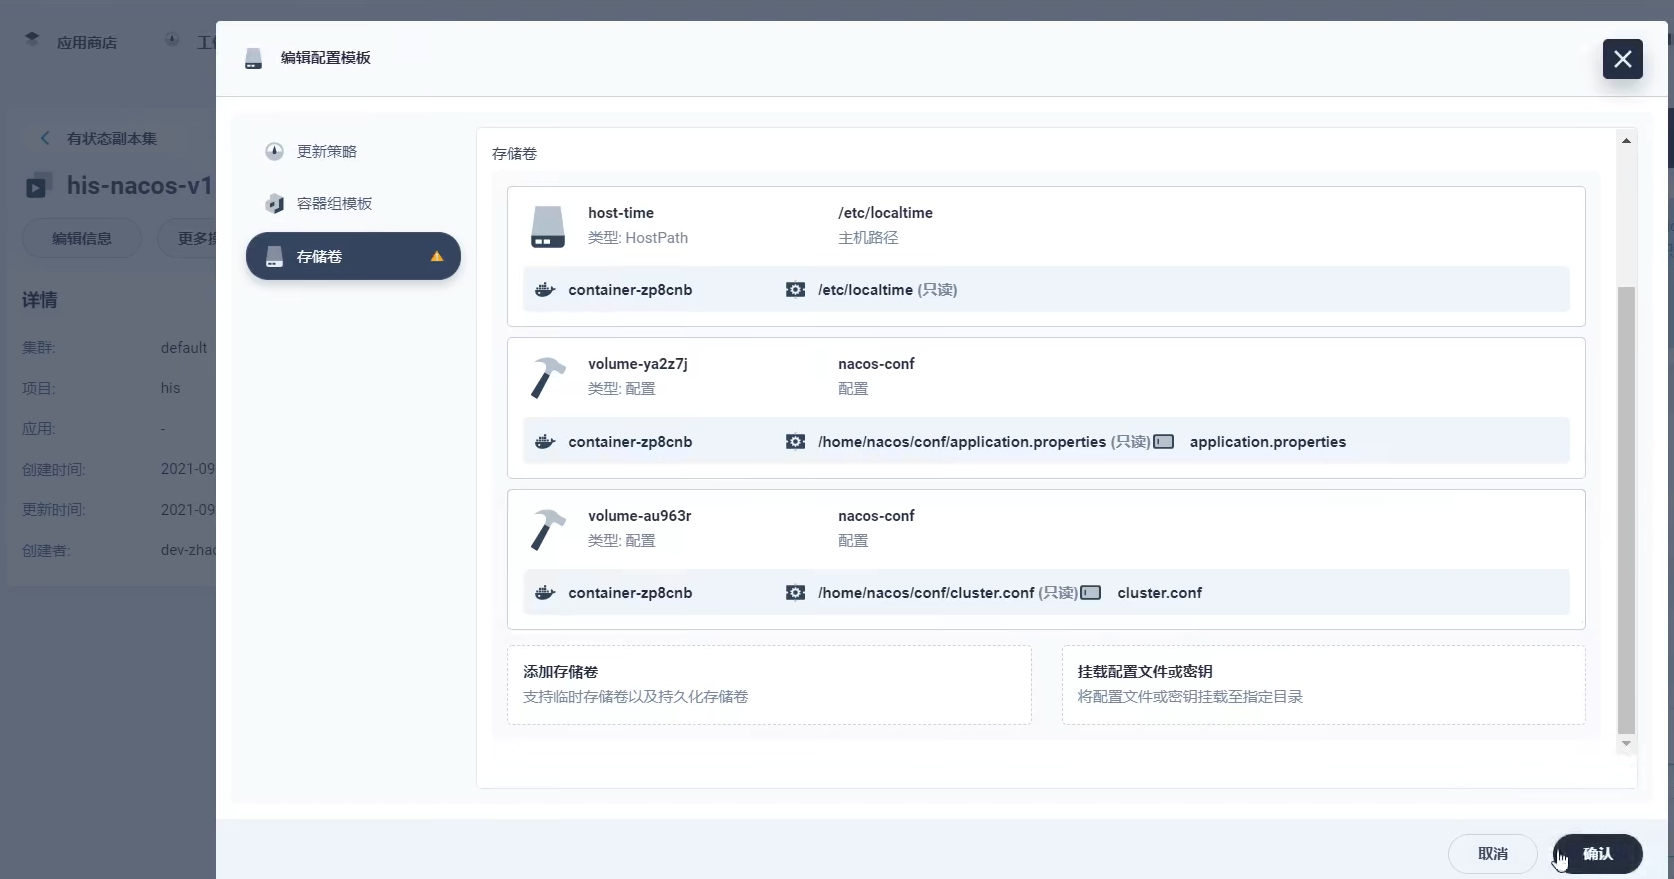 应用商店
编辑配置模板
有状态副本集
his-nacos-v1
编辑信息
更多
详情
集群:
default
项目:
his
应用:
-
创建时间:
2021-09
更新时间:
2021-09
创建者:
dev-zhao
更新策略
容器组模板
存储卷
存储卷
host-time
/etc/localtime
类型: HostPath
主机路径
container-zp8cnb
/etc/localtime (只读)
volume-ya2z7j
nacos-conf
类型: 配置
配置
container-zp8cnb
/home/nacos/conf/application.properties (只读)
application.properties
volume-au963r
nacos-conf
类型: 配置
配置
container-zp8cnb
/home/nacos/conf/cluster.conf (只读)
cluster.conf
添加存储卷
支持临时存储卷以及持久化存储卷
挂载配置文件或密钥
将配置文件或密钥挂载至指定目录
取消
确认